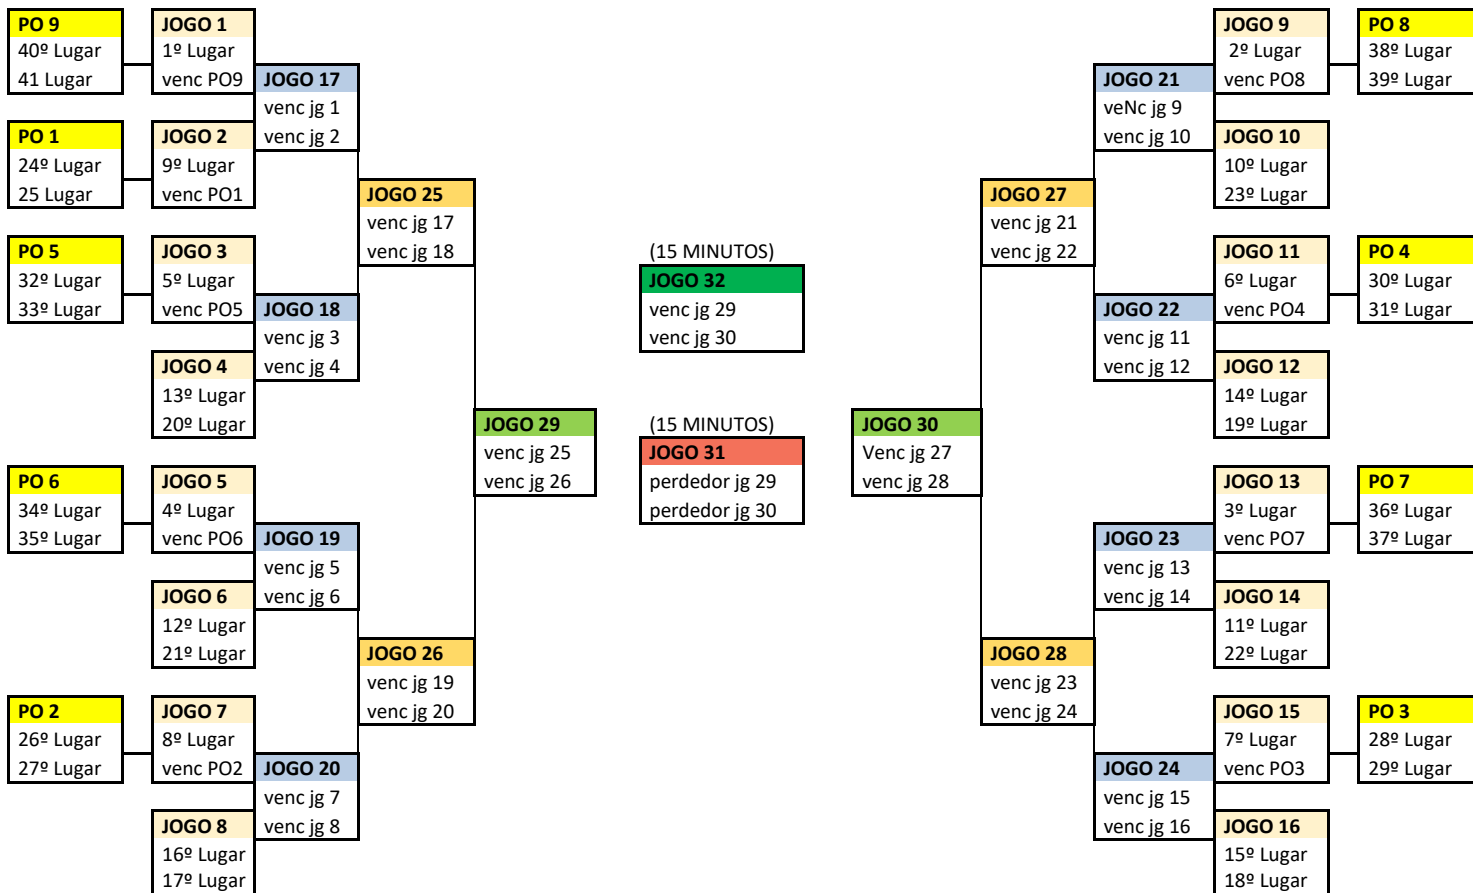 PO 9
40º Lugar
41 Lugar
JOGO 1
1º Lugar
venc PO9
JOGO 17
venc jg 1
venc jg 2
PO 1
24º Lugar
25 Lugar
JOGO 2
9º Lugar
venc PO1
JOGO 25
venc jg 17
venc jg 18
PO 5
32º Lugar
33º Lugar
JOGO 3
5º Lugar
venc PO5
JOGO 18
venc jg 3
venc jg 4
JOGO 4
13º Lugar
20º Lugar
JOGO 29
venc jg 25
venc jg 26
PO 6
34º Lugar
35º Lugar
JOGO 5
4º Lugar
venc PO6
JOGO 19
venc jg 5
venc jg 6
JOGO 6
12º Lugar
21º Lugar
JOGO 26
venc jg 19
venc jg 20
PO 2
26º Lugar
27º Lugar
JOGO 7
8º Lugar
venc PO2
JOGO 20
venc jg 7
venc jg 8
JOGO 8
16º Lugar
17º Lugar
(15 MINUTOS)
JOGO 32
venc jg 29
venc jg 30
(15 MINUTOS)
JOGO 31
perdedor jg 29
perdedor jg 30
JOGO 9
2º Lugar
venc PO8
PO 8
38º Lugar
39º Lugar
JOGO 21
veNc jg 9
venc jg 10
JOGO 10
10º Lugar
23º Lugar
JOGO 27
venc jg 21
venc jg 22
JOGO 11
6º Lugar
venc PO4
PO 4
30º Lugar
31º Lugar
JOGO 22
venc jg 11
venc jg 12
JOGO 12
14º Lugar
19º Lugar
JOGO 30
Venc jg 27
venc jg 28
JOGO 13
3º Lugar
venc PO7
PO 7
36º Lugar
37º Lugar
JOGO 23
venc jg 13
venc jg 14
JOGO 14
11º Lugar
22º Lugar
JOGO 28
venc jg 23
venc jg 24
JOGO 15
7º Lugar
venc PO3
PO 3
28º Lugar
29º Lugar
JOGO 24
venc jg 15
venc jg 16
JOGO 16
15º Lugar
18º Lugar